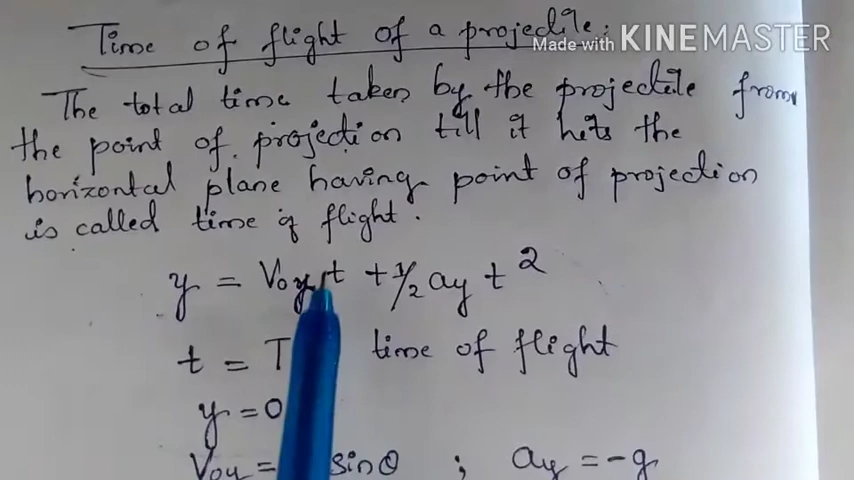 Time of flight of a projectile:
Made with KINEMASTER
The total time taken by the projectile from
the point of projection till it hits the
horizontal plane having point of projection
is called time of flight.
y = V₀y t + 1/2 ay t²
t = T time of flight
y = 0
V₀y = sinθ ; ay = -g